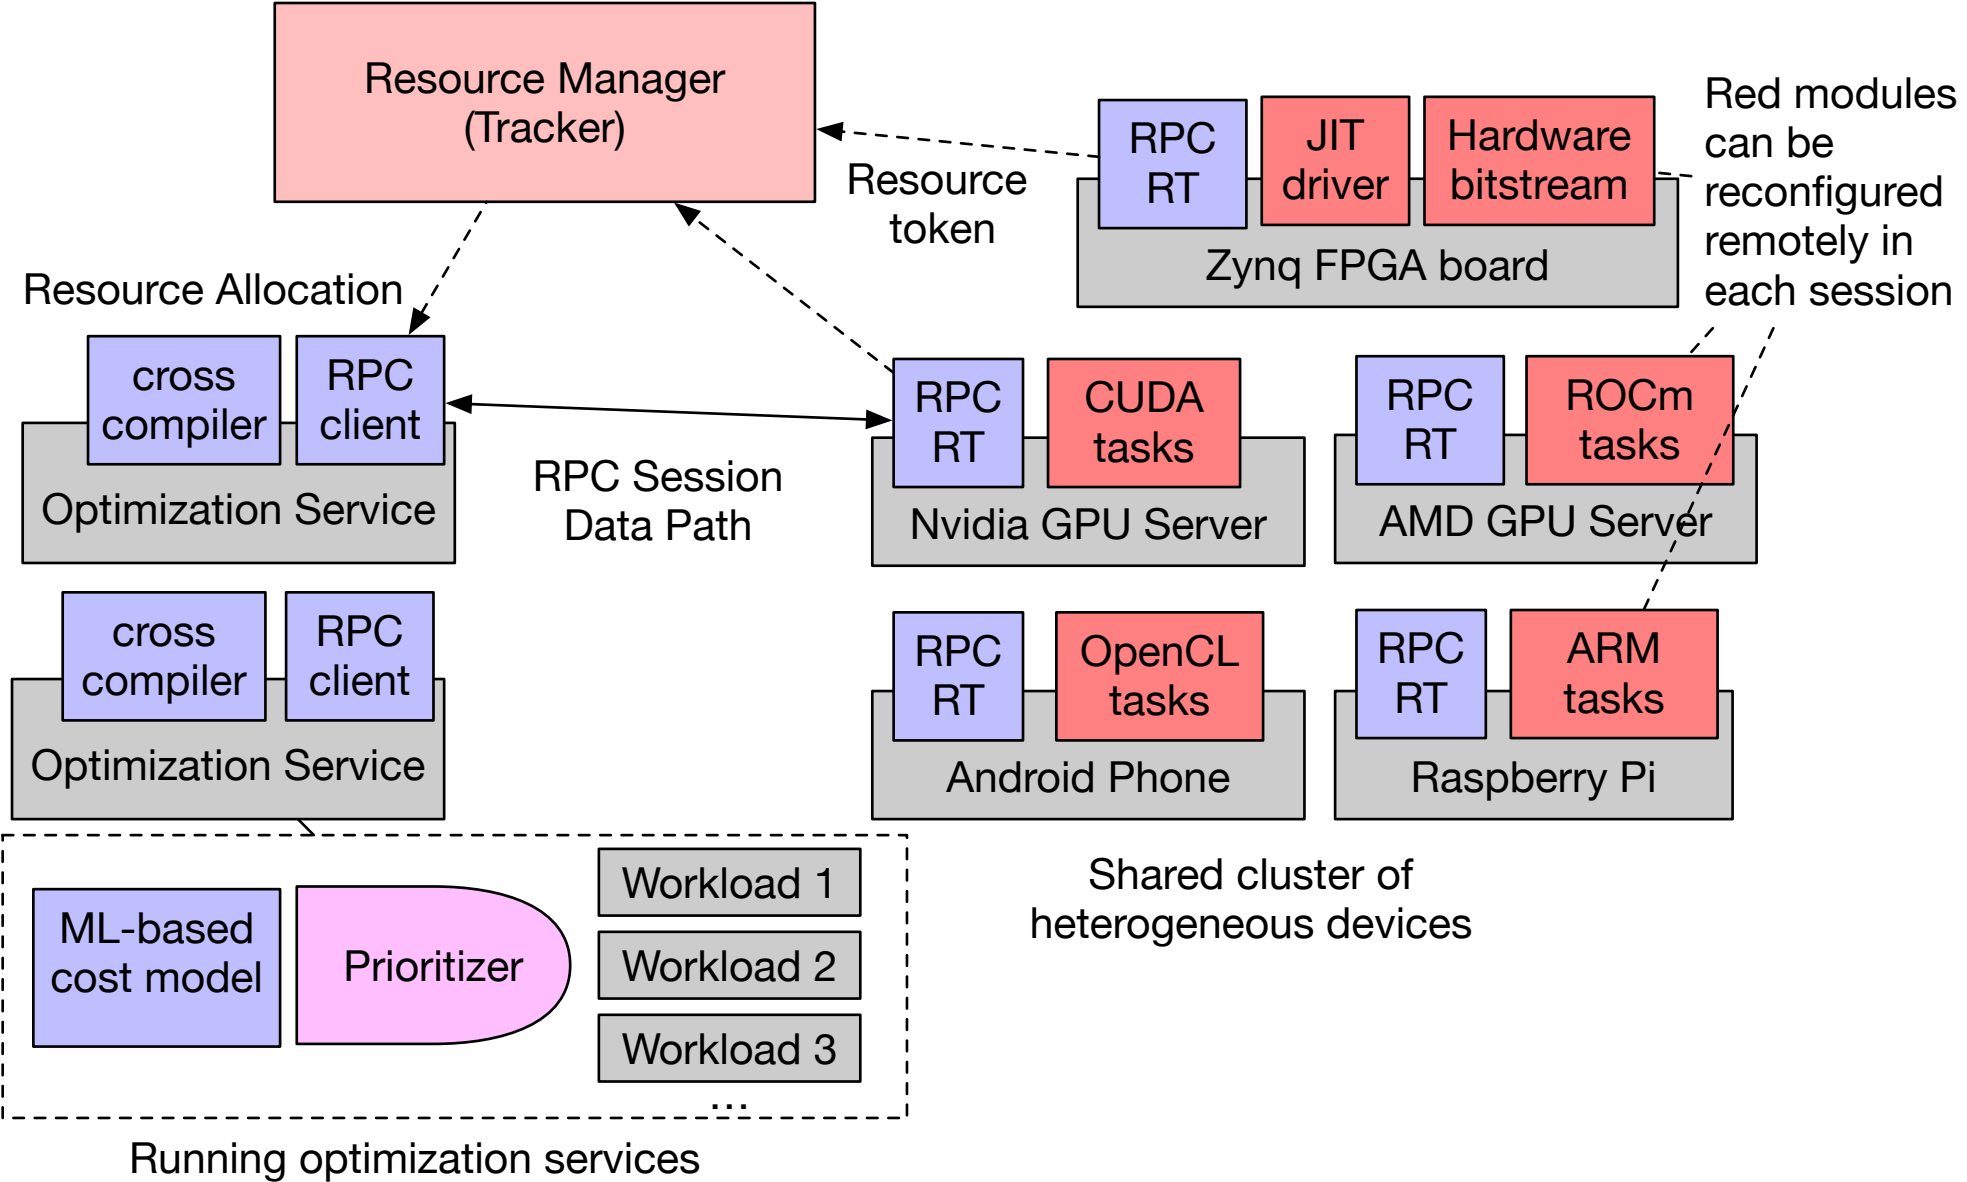 Resource Manager
(Tracker)
Resource
token
RPC
RT
JIT
driver
Hardware
bitstream
Zynq FPGA board
Red modules
can be
reconfigured
remotely in
each session
Resource Allocation
cross
compiler
RPC
client
Optimization Service
RPC Session
Data Path
RPC
RT
CUDA
tasks
Nvidia GPU Server
RPC
RT
ROCm
tasks
AMD GPU Server
cross
compiler
RPC
client
Optimization Service
RPC
RT
OpenCL
tasks
Android Phone
RPC
RT
ARM
tasks
Raspberry Pi
ML-based
cost model
Prioritizer
Workload 1
Workload 2
Workload 3
...
Shared cluster of
heterogeneous devices
Running optimization services